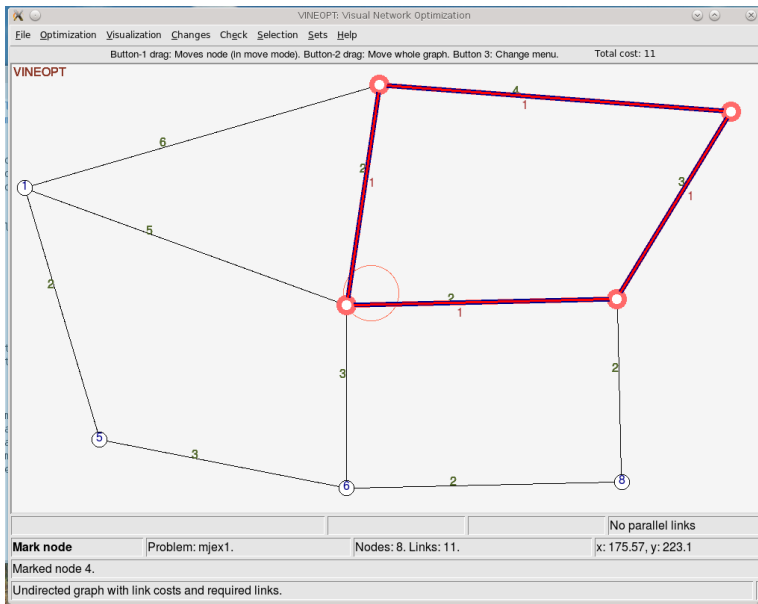 VINEOPT: Visual Network Optimization
File Optimization Visualization Changes Check Selection Sets Help
Button-1 drag: Moves node (in move mode). Button-2 drag: Move whole graph. Button 3: Change menu. Total cost: 11
VINEOPT
4
1
6
2
1
3
1
1
5
2
2
1
3
2
5
3
6
2
8
No parallel links
Mark node
Problem: mjex1.
Nodes: 8. Links: 11.
x: 175.57, y: 223.1
Marked node 4.
Undirected graph with link costs and required links.